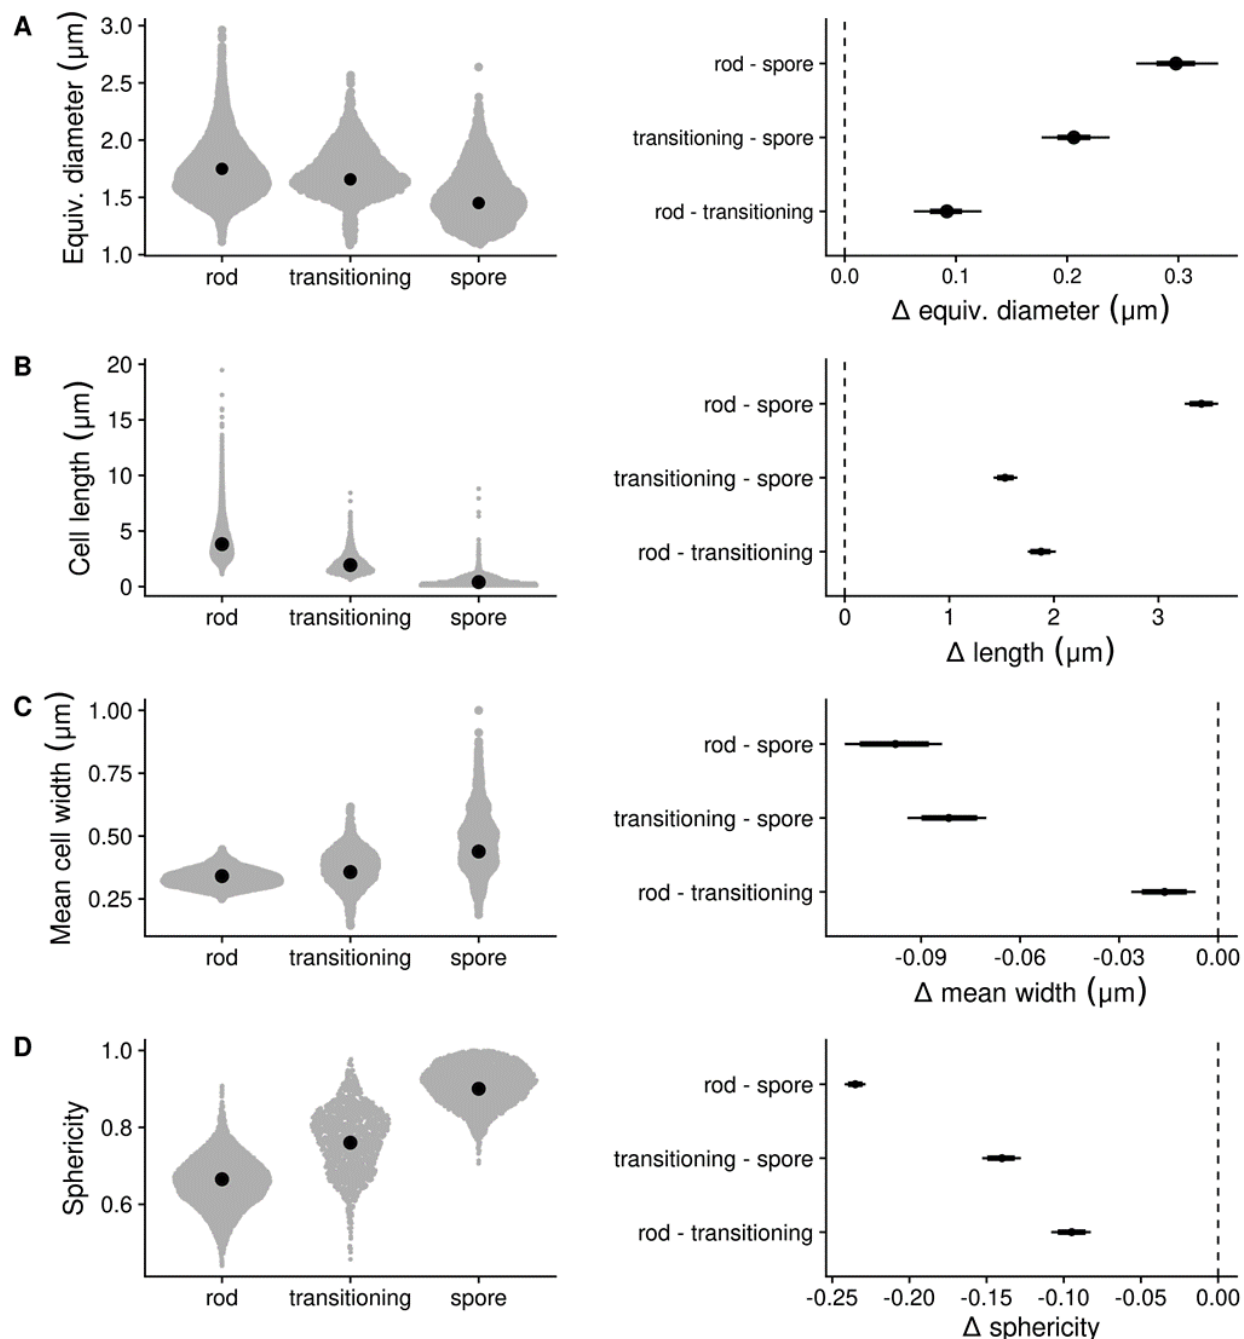 A
Equiv. diameter (µm)
3.0
2.5
2.0
1.5
1.0
rod transitioning spore
rod - spore
transitioning - spore
rod - transitioning
0.0 0.1 0.2 0.3
Δ equiv. diameter (µm)
B
Cell length (µm)
20
15
10
5
0
rod transitioning spore
rod - spore
transitioning - spore
rod - transitioning
0 1 2 3
Δ length (µm)
C
Mean cell width (µm)
1.00
0.75
0.50
0.25
rod transitioning spore
rod - spore
transitioning - spore
rod - transitioning
-0.09 -0.06 -0.03 0.00
Δ mean width (µm)
D
Sphericity
1.0
0.8
0.6
rod transitioning spore
rod - spore
transitioning - spore
rod - transitioning
-0.25 -0.20 -0.15 -0.10 -0.05 0.00
Δ sphericity